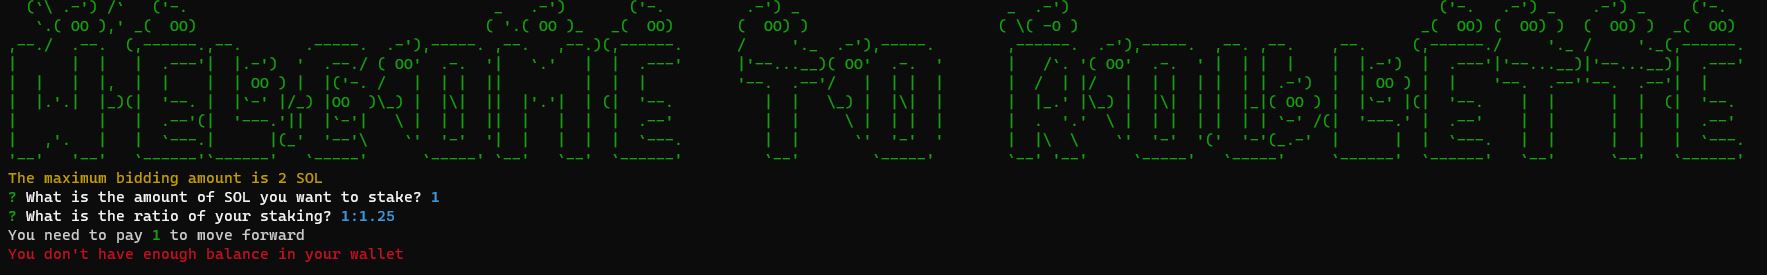 WELCOME TO ROULLETTE
The maximum bidding amount is 2 SOL
? What is the amount of SOL you want to stake? 1
? What is the ratio of your staking? 1:1.25
You need to pay 1 to move forward
You don't have enough balance in your wallet